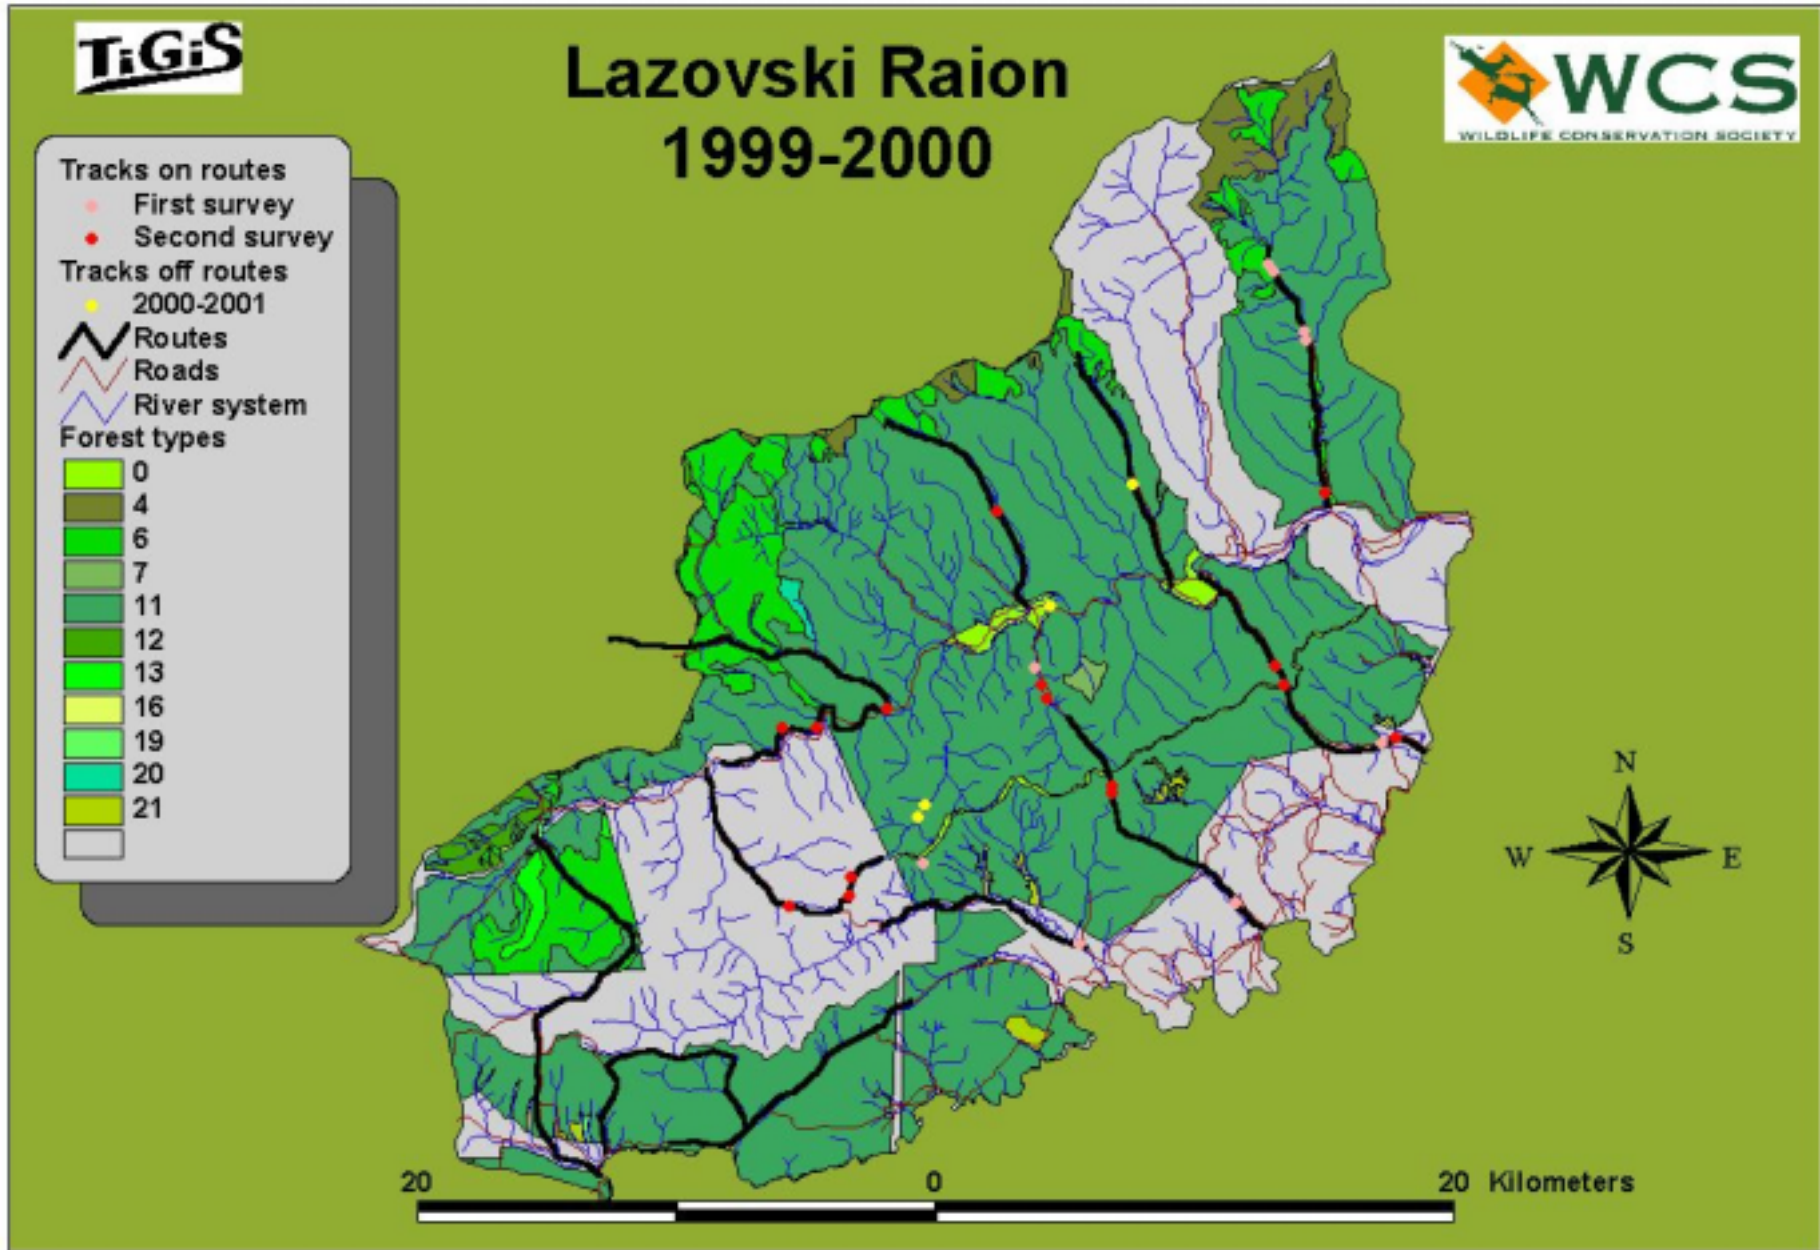 TiGiS
Lazovski Raion
1999-2000
WCS
WILDLIFE CONSERVATION SOCIETY
Tracks on routes
First survey
Second survey
Tracks off routes
2000-2001
Routes
Roads
River system
Forest types
0
4
6
7
11
12
13
16
19
20
21
N
W E
S
20 0 20 Kilometers